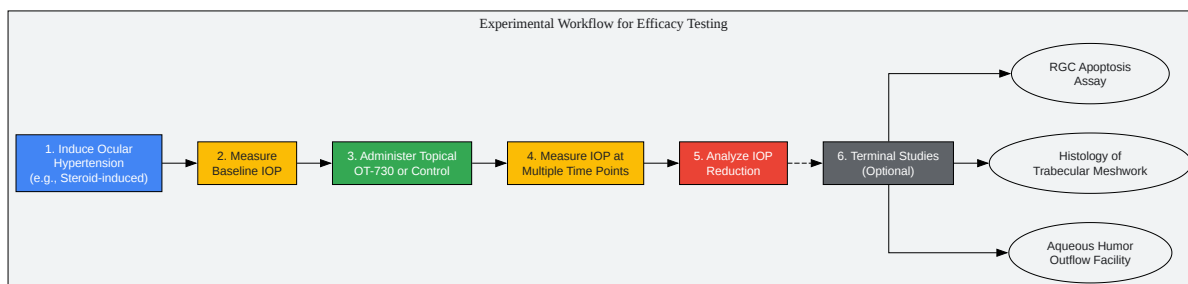 Experimental Workflow for Efficacy Testing
RGC Apoptosis
Assay
1. Induce Ocular
Hypertension
(e.g., Steroid-induced)
2. Measure
Baseline IOP
3. Administer Topical
OT-730 or Control
4. Measure IOP at
Multiple Time Points
5. Analyze IOP
Reduction
6. Terminal Studies
(Optional)
Histology of
Trabecular Meshwork
Aqueous Humor
Outflow Facility